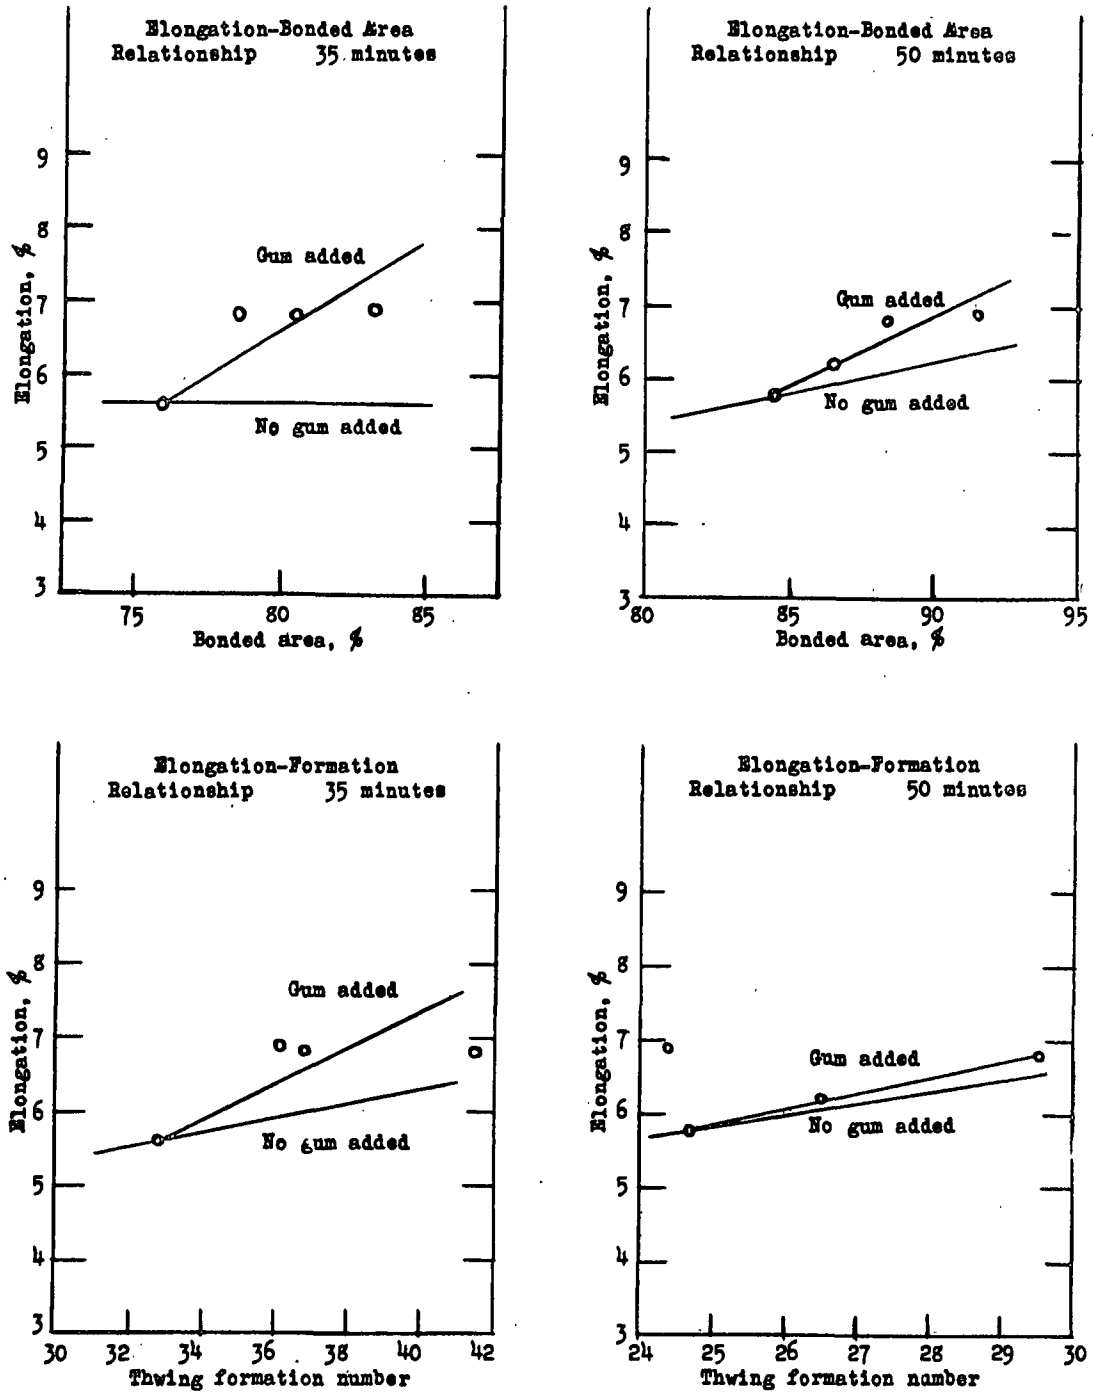 Elongation-Bonded Area
Relationship 35 minutes
9
8
7
6
5
4
3
Elongation, %
Gum added
No gum added
75 80 85
Bonded area, %
Elongation-Bonded Area
Relationship 50 minutes
9
8
7
6
5
4
3
Elongation, %
Gum added
No gum added
80 85 90 95
Bonded area, %
Elongation-Formation
Relationship 35 minutes
9
8
7
6
5
4
3
Elongation, %
Gum added
No gum added
30 32 34 36 38 40 42
Thwing formation number
Elongation-Formation
Relationship 50 minutes
9
8
7
6
5
4
3
Elongation, %
Gum added
No gum added
24 25 26 27 28 29 30
Thwing formation number